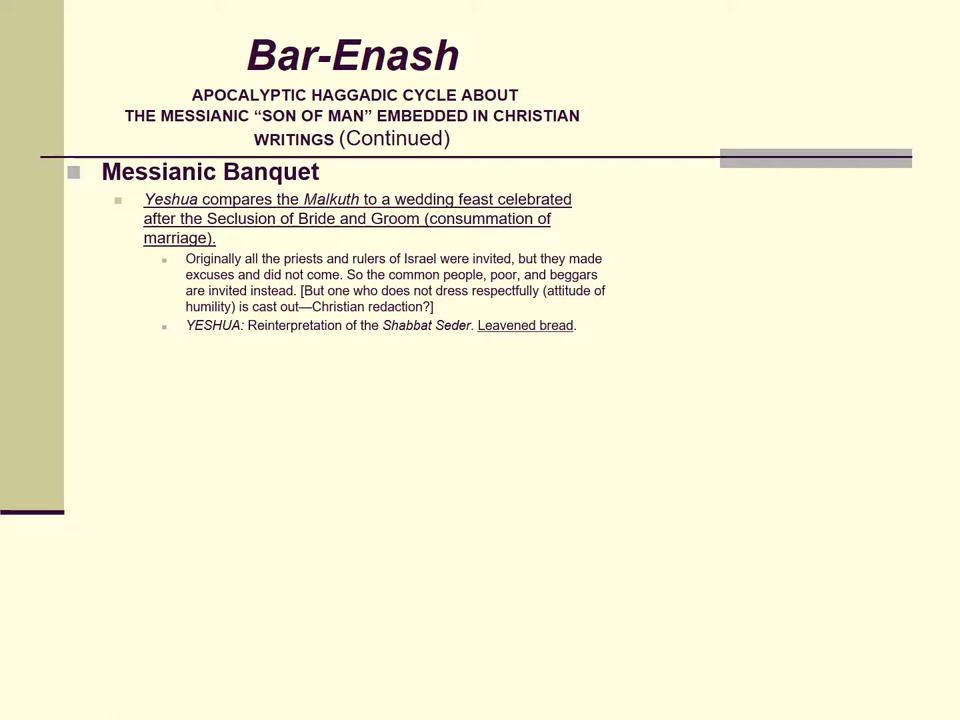 Bar-Enash
APOCALYPTIC HAGGADIC CYCLE ABOUT
THE MESSIANIC “SON OF MAN” EMBEDDED IN CHRISTIAN
WRITINGS (Continued)
Messianic Banquet
Yeshua compares the Malkuth to a wedding feast celebrated
after the Seclusion of Bride and Groom (consummation of
marriage).
Originally all the priests and rulers of Israel were invited, but they made
excuses and did not come. So the common people, poor, and beggars
are invited instead. [But one who does not dress respectfully (attitude of
humility) is cast out—Christian redaction?]
YESHUA: Reinterpretation of the Shabbat Seder. Leavened bread.